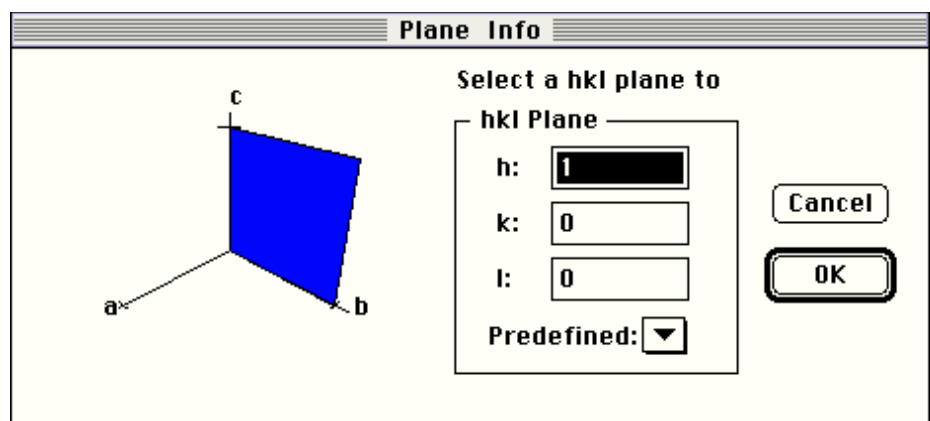 Plane Info
c
a
b
Select a hkl plane to
hkl Plane
h: 1
k: 0
l: 0
Predefined:
Cancel
OK